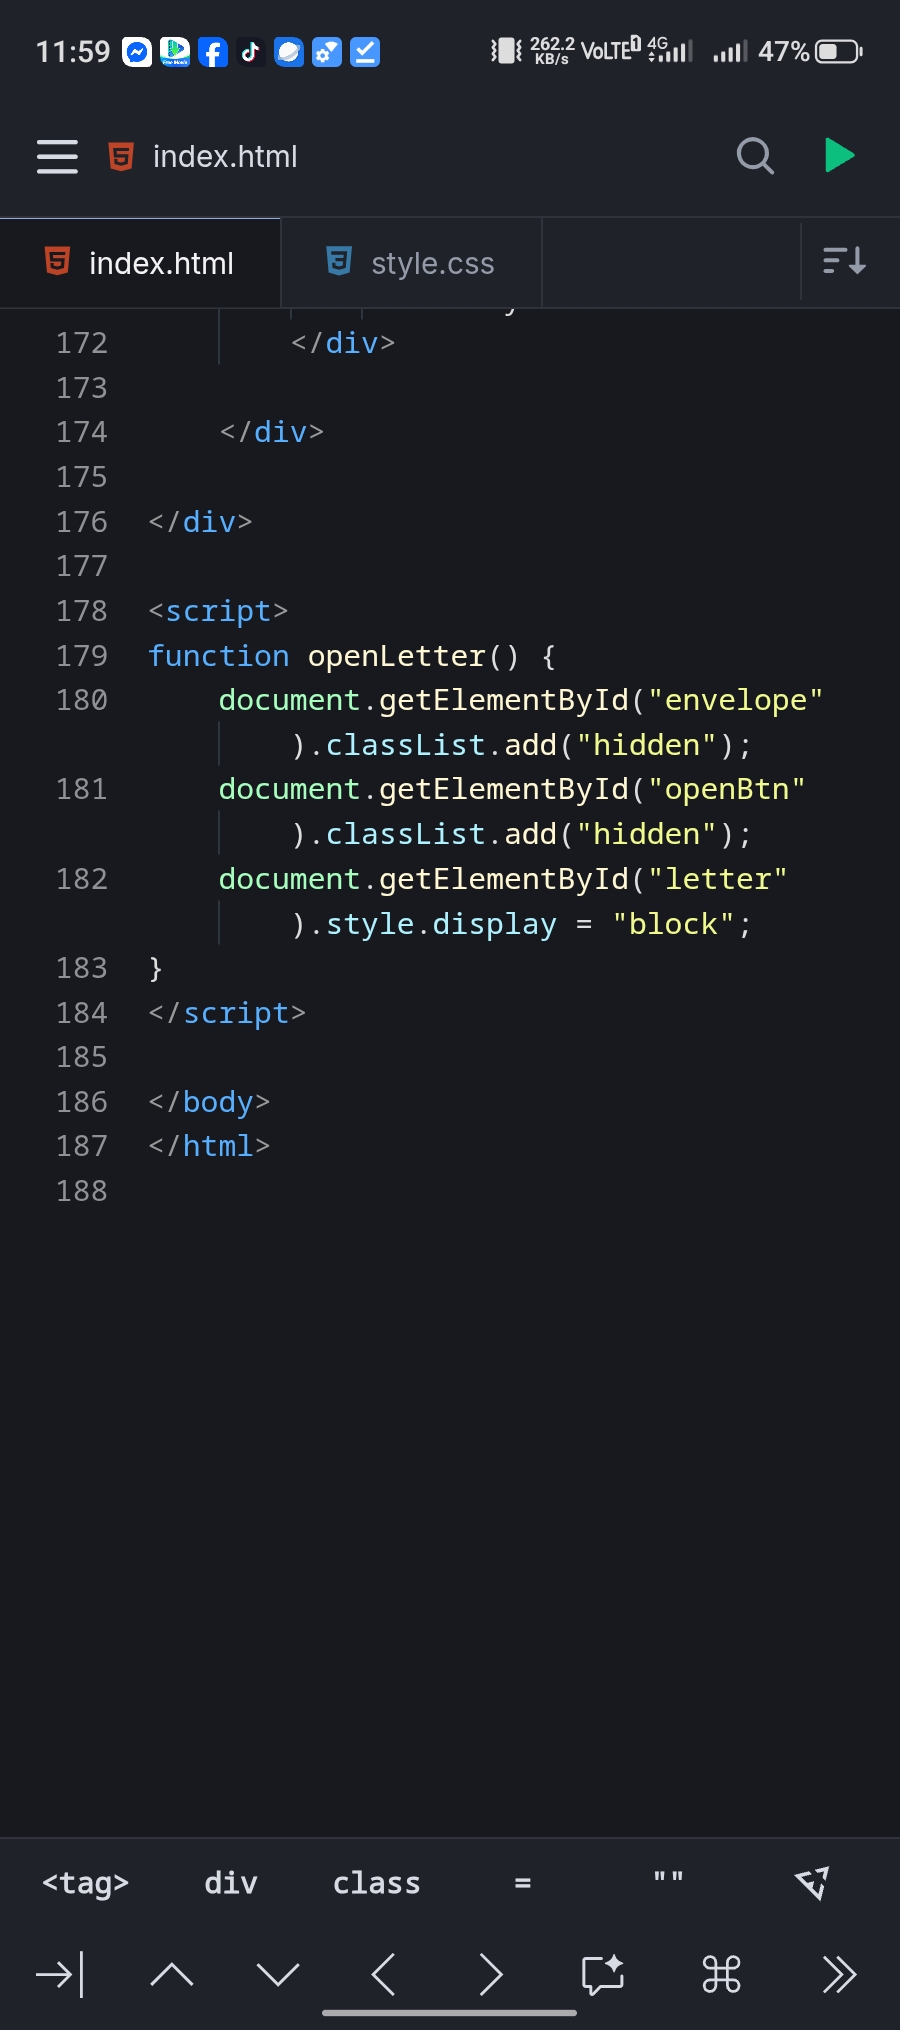 11:59 262.2 KB/s VoLTE 4G 47%
index.html
index.html style.css
172 </div>
173
174 </div>
175
176 </div>
177
178 <script>
179 function openLetter() {
180 document.getElementById("envelope"
).classList.add("hidden");
181 document.getElementById("openBtn"
).classList.add("hidden");
182 document.getElementById("letter"
).style.display = "block";
183 }
184 </script>
185
186 </body>
187 </html>
188
<tag> div class = ""